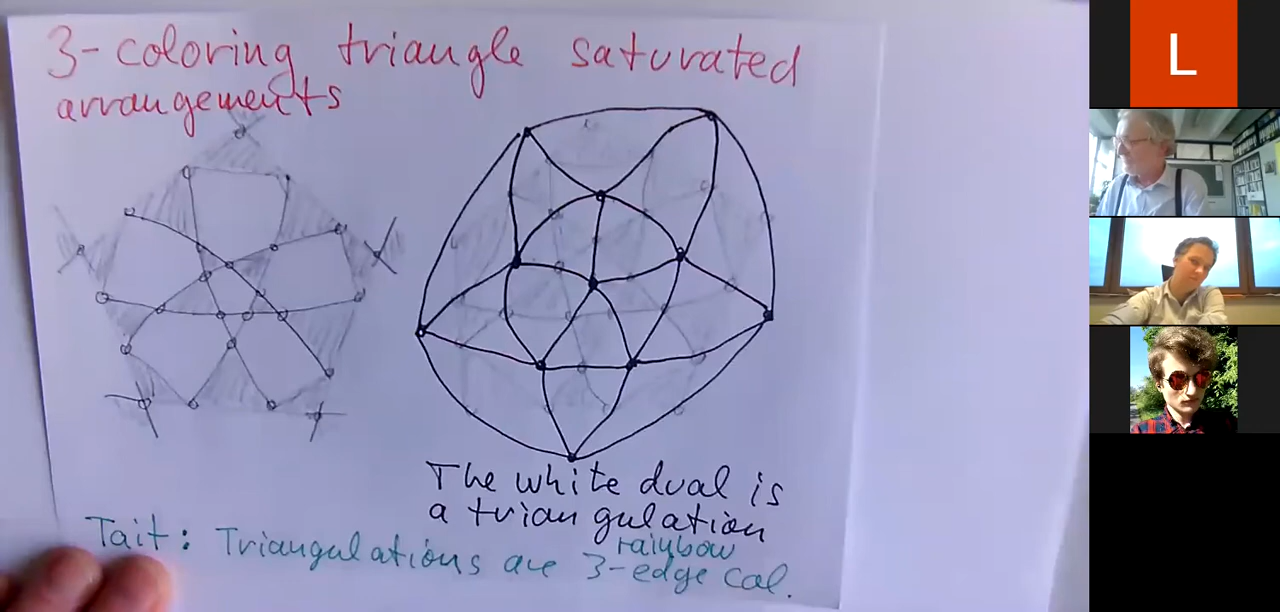 3-coloring triangle saturated
arrangements
L
The white dual is
a triangulation
rainbow
Tait: Triangulations are 3-edge col.